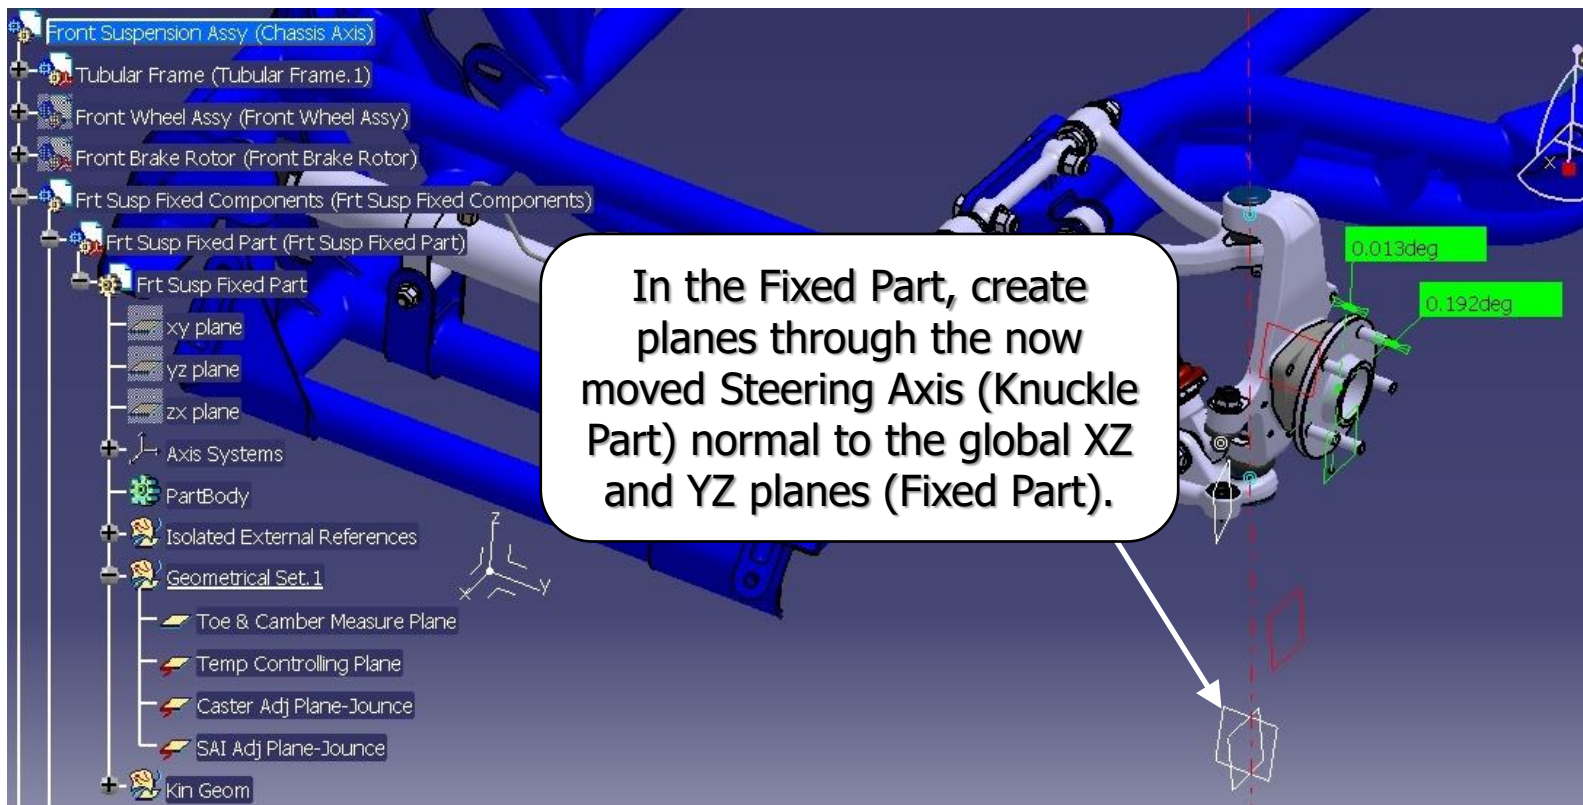 Front Suspension Assy (Chassis Axis)
Tubular Frame (Tubular Frame.1)
Front Wheel Assy (Front Wheel Assy)
Front Brake Rotor (Front Brake Rotor)
Frt Susp Fixed Components (Frt Susp Fixed Components)
Frt Susp Fixed Part (Frt Susp Fixed Part)
Frt Susp Fixed Part
xy plane
yz plane
zx plane
Axis Systems
PartBody
Isolated External References
Geometrical Set.1
Toe & Camber Measure Plane
Temp Controlling Plane
Caster Adj Plane-Jounce
SAI Adj Plane-Jounce
Kin Geom
In the Fixed Part, create
planes through the now
moved Steering Axis (Knuckle
Part) normal to the global XZ
and YZ planes (Fixed Part).
0.013deg
0.192deg
z
x
y
x